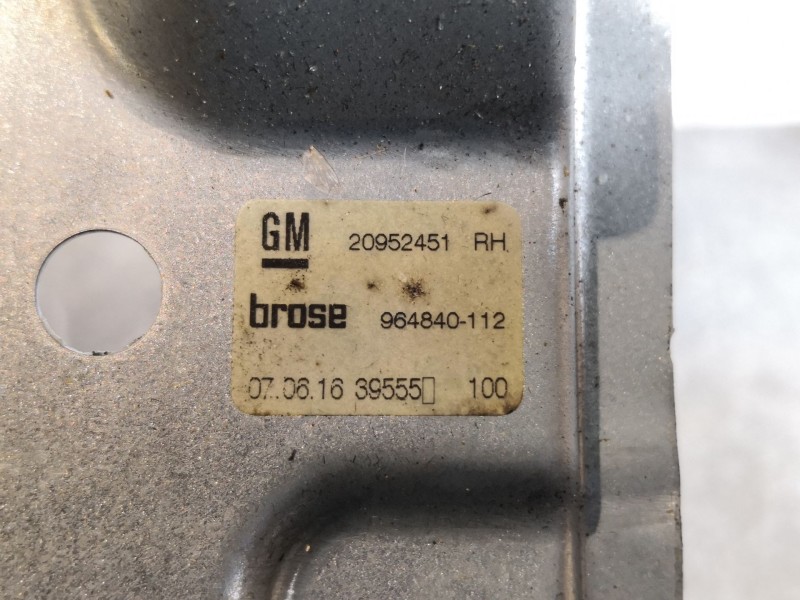 GM 20952451 RH
brose 964840-112
07.06.16 39555▯ 100